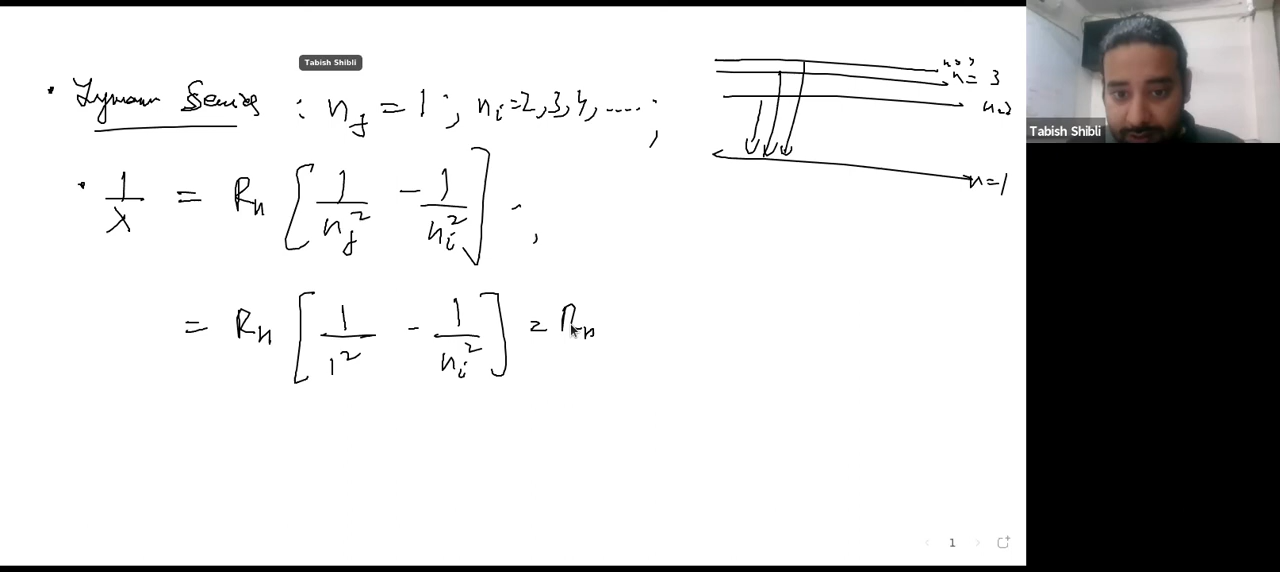 Tabish Shibli
• Lymann Series : n_f = 1 ; n_i = 2, 3, 4, ..... ;
• 1/λ = R_H [ 1/n_f² − 1/n_i² ] ;
= R_H [ 1/1² − 1/n_i² ] = R_H
n = 3
n=2
n=1
Tabish Shibli
1